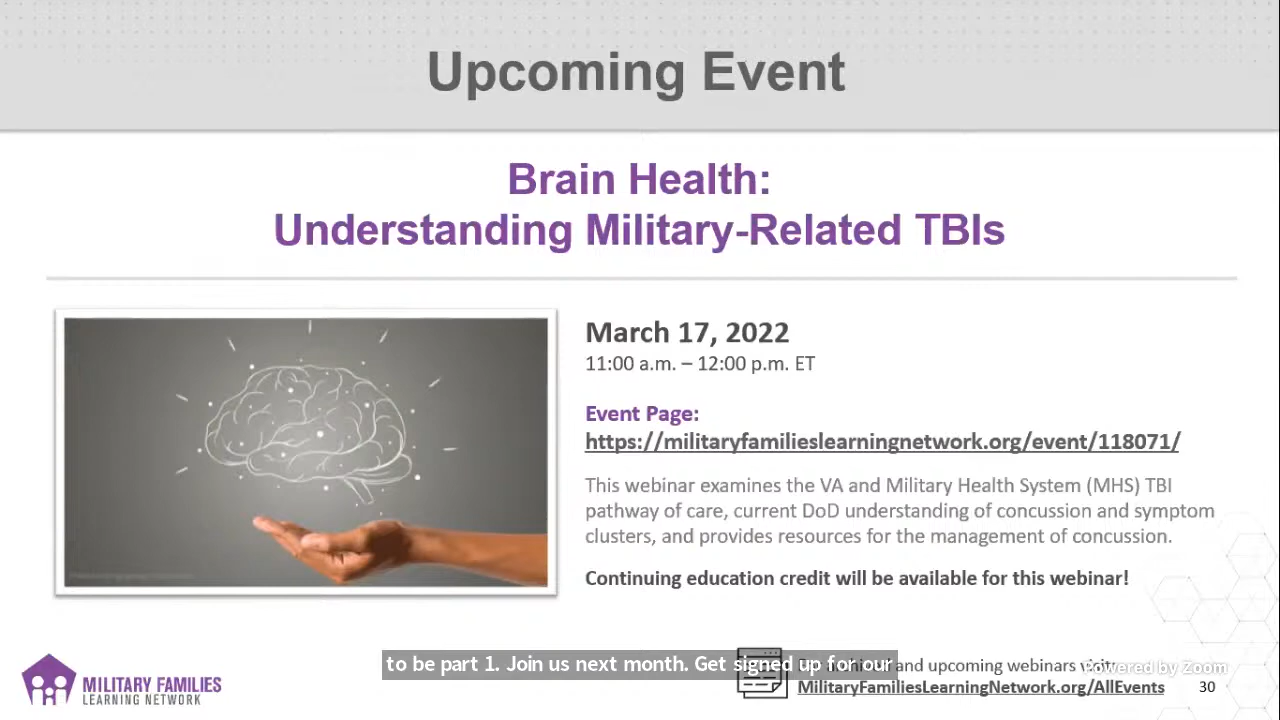 Upcoming Event
Brain Health:
Understanding Military-Related TBIs
March 17, 2022
11:00 a.m. – 12:00 p.m. ET
Event Page:
https://militaryfamilieslearningnetwork.org/event/118071/
This webinar examines the VA and Military Health System (MHS) TBI
pathway of care, current DoD understanding of concussion and symptom
clusters, and provides resources for the management of concussion.
Continuing education credit will be available for this webinar!
to be part 1. Join us next month. Get signed up for our
and upcoming webinars visit
Powered by Zoom
MilitaryFamiliesLearningNetwork.org/AllEvents
30
MILITARY FAMILIES
LEARNING NETWORK